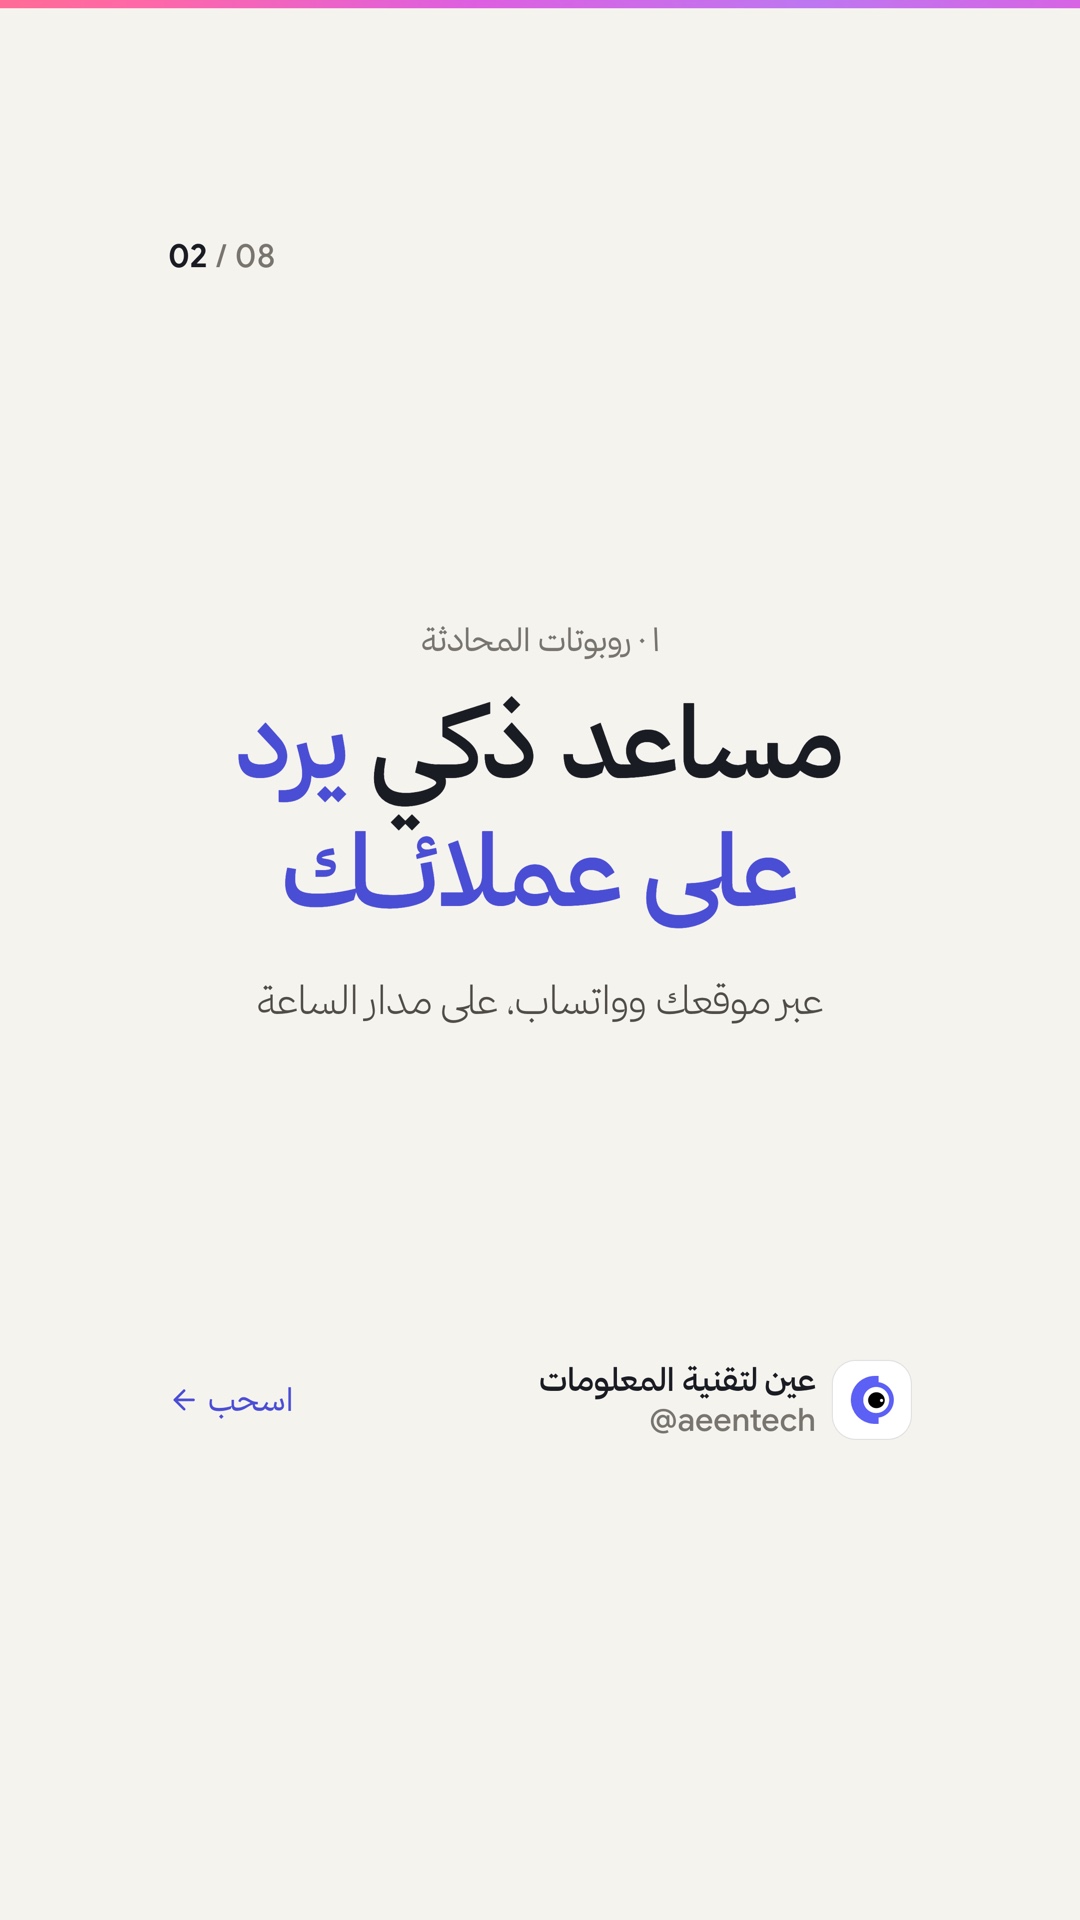 02 / 08
١ · روبوتات المحادثة
مساعد ذكي يرد
على عملائك
عبر موقعك وواتساب، على مدار الساعة
عين لتقنية المعلومات
@aeentech
اسحب ←